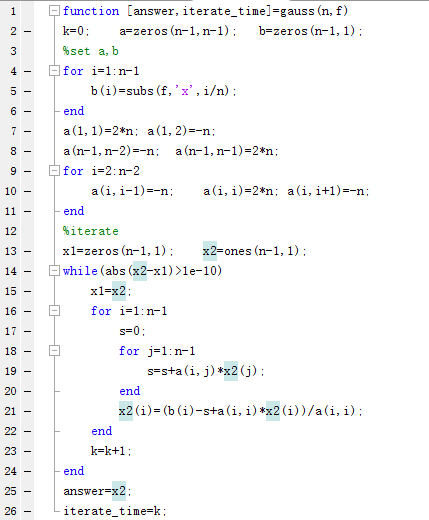 1 function [answer,iterate_time]=gauss(n,f)
2 — k=0; a=zeros(n-1,n-1); b=zeros(n-1,1);
3 %set a,b
4 — for i=1:n-1
5 — b(i)=subs(f,'x',i/n);
6 — end
7 — a(1,1)=2*n; a(1,2)=-n;
8 — a(n-1,n-2)=-n; a(n-1,n-1)=2*n;
9 — for i=2:n-2
10 — a(i,i-1)=-n; a(i,i)=2*n; a(i,i+1)=-n;
11 — end
12 %iterate
13 — x1=zeros(n-1,1); x2=ones(n-1,1);
14 — while(abs(x2-x1)>1e-10)
15 — x1=x2;
16 — for i=1:n-1
17 — s=0;
18 — for j=1:n-1
19 — s=s+a(i,j)*x2(j);
20 — end
21 — x2(i)=(b(i)-s+a(i,i)*x2(i))/a(i,i);
22 — end
23 — k=k+1;
24 — end
25 — answer=x2;
26 — iterate_time=k;